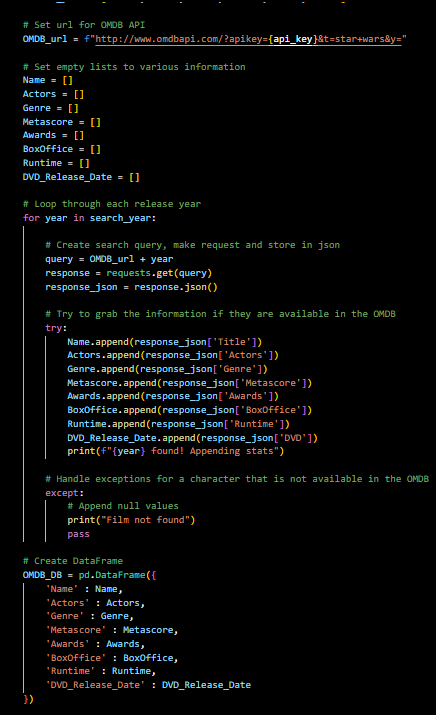 # Set url for OMDB API
OMDB_url = f"http://www.omdbapi.com/?apikey={api_key}&t=star+wars&y="
# Set empty lists to various information
Name = []
Actors = []
Genre = []
Metascore = []
Awards = []
BoxOffice = []
Runtime = []
DVD_Release_Date = []
# Loop through each release year
for year in search_year:
    # Create search query, make request and store in json
    query = OMDB_url + year
    response = requests.get(query)
    response_json = response.json()
    # Try to grab the information if they are available in the OMDB
    try:
        Name.append(response_json['Title'])
        Actors.append(response_json['Actors'])
        Genre.append(response_json['Genre'])
        Metascore.append(response_json['Metascore'])
        Awards.append(response_json['Awards'])
        BoxOffice.append(response_json['BoxOffice'])
        Runtime.append(response_json['Runtime'])
        DVD_Release_Date.append(response_json['DVD'])
        print(f"{year} found! Appending stats")
    # Handle exceptions for a character that is not available in the OMDB
    except:
        # Append null values
        print("Film not found")
        pass
# Create DataFrame
OMDB_DB = pd.DataFrame({
    'Name' : Name,
    'Actors' : Actors,
    'Genre' : Genre,
    'Metascore' : Metascore,
    'Awards' : Awards,
    'BoxOffice' : BoxOffice,
    'Runtime' : Runtime,
    'DVD_Release_Date' : DVD_Release_Date
})